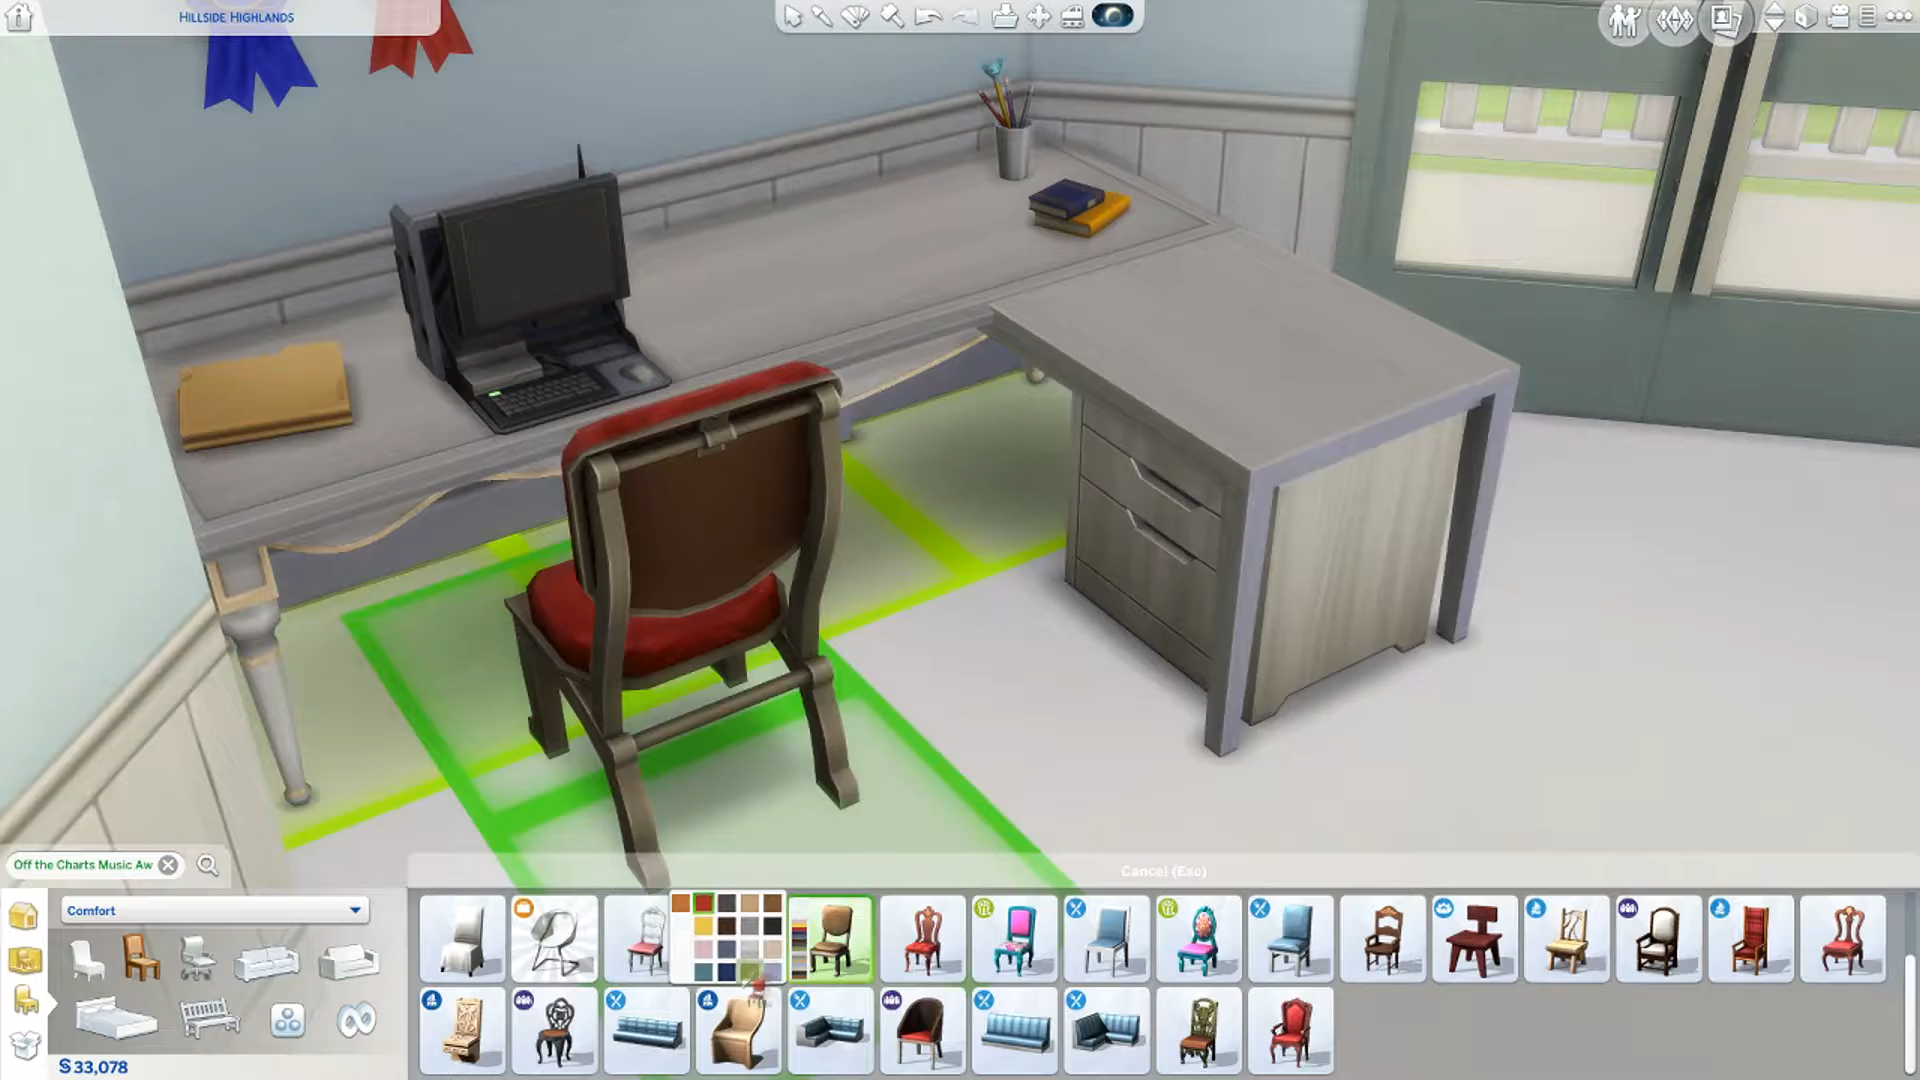 HILLSIDE HIGHLANDS
Off the Charts Music Aw
Cancel (Esc)
Comfort
§33,078